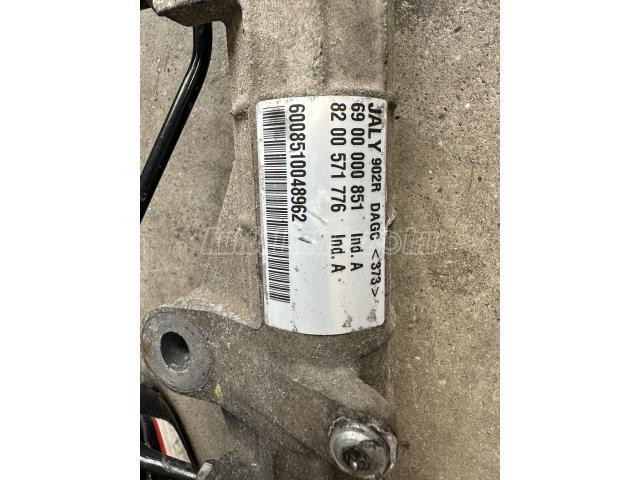 JALY 902R DAGC <373>
69 00 000 851 Ind. A
82 00 571 776 Ind. A
6008510048962